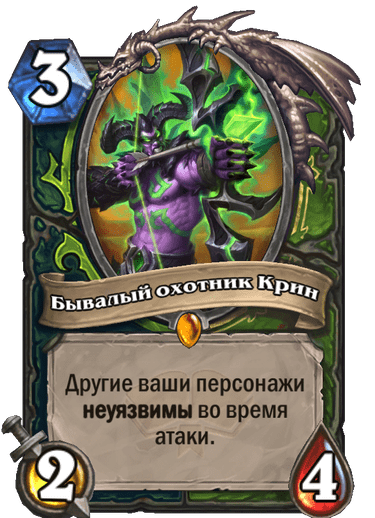 3
Бывалый охотник Крин
Другие ваши персонажи
неуязвимы во время
атаки.
2
4